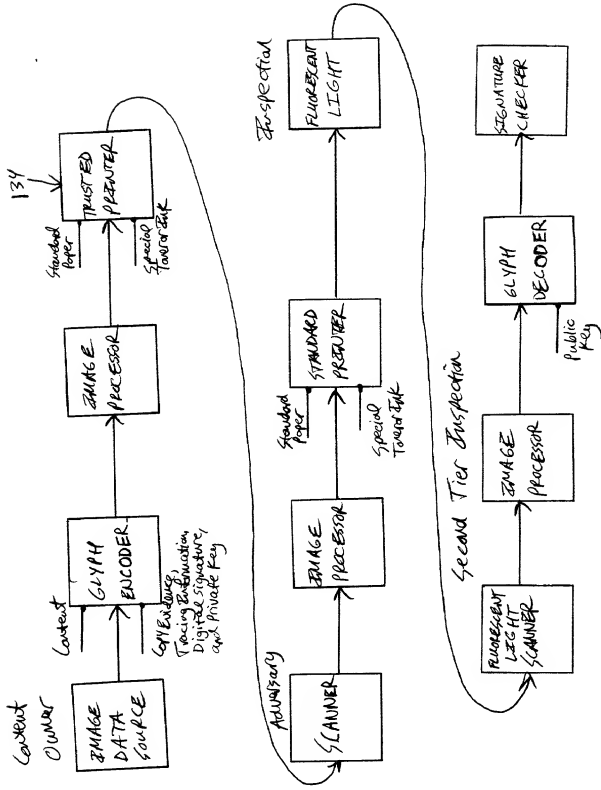 Content
Owner
IMAGE
DATA
SOURCE
Content
GLYPH
ENCODER
Copy Evidence,
Tracing Information,
Digital Signature,
and Private Key
IMAGE
PROCESSOR
134
Standard
Paper
TRUSTED
PRINTER
Special
Toner or Ink
Adversary
SCANNER
IMAGE
PROCESSOR
Standard
Paper
STANDARD
PRINTER
Special
Toner or Ink
Inspection
FLUORESCENT
LIGHT
Second Tier Inspection
FLUORESCENT
LIGHT
SCANNER
IMAGE
PROCESSOR
GLYPH
DECODER
Public
Key
SIGNATURE
CHECKER